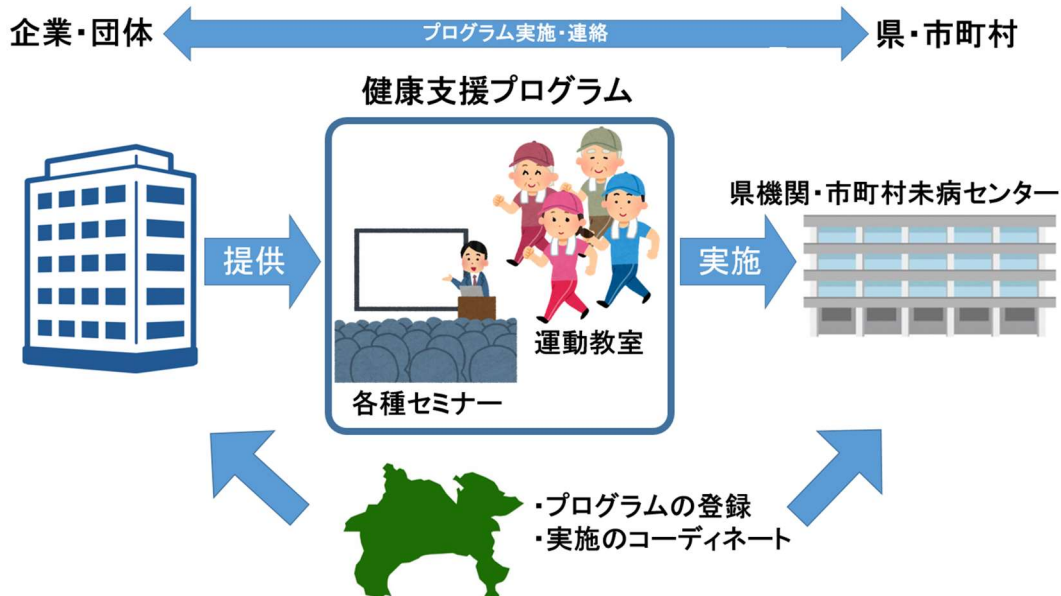 企業・団体
プログラム実施・連絡
県・市町村
健康支援プログラム
県機関・市町村未病センター
提供
実施
運動教室
各種セミナー
・プログラムの登録
・実施のコーディネート